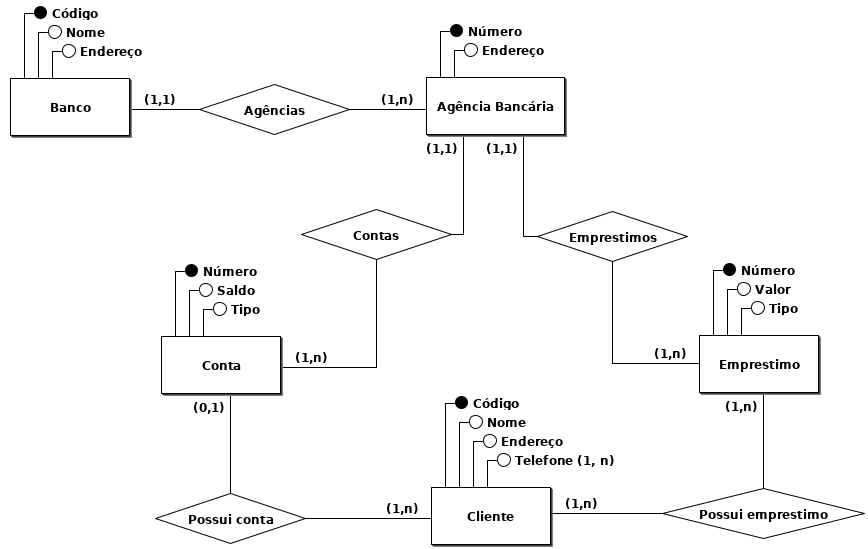 Código
Nome
Endereço
Banco
(1,1)
Agências
(1,n)
Número
Endereço
Agência Bancária
(1,1)
(1,1)
Contas
Emprestimos
Número
Saldo
Tipo
Conta
(1,n)
(0,1)
Número
Valor
Tipo
(1,n)
Emprestimo
(1,n)
Código
Nome
Endereço
Telefone (1, n)
Possui conta
(1,n)
Cliente
(1,n)
Possui emprestimo